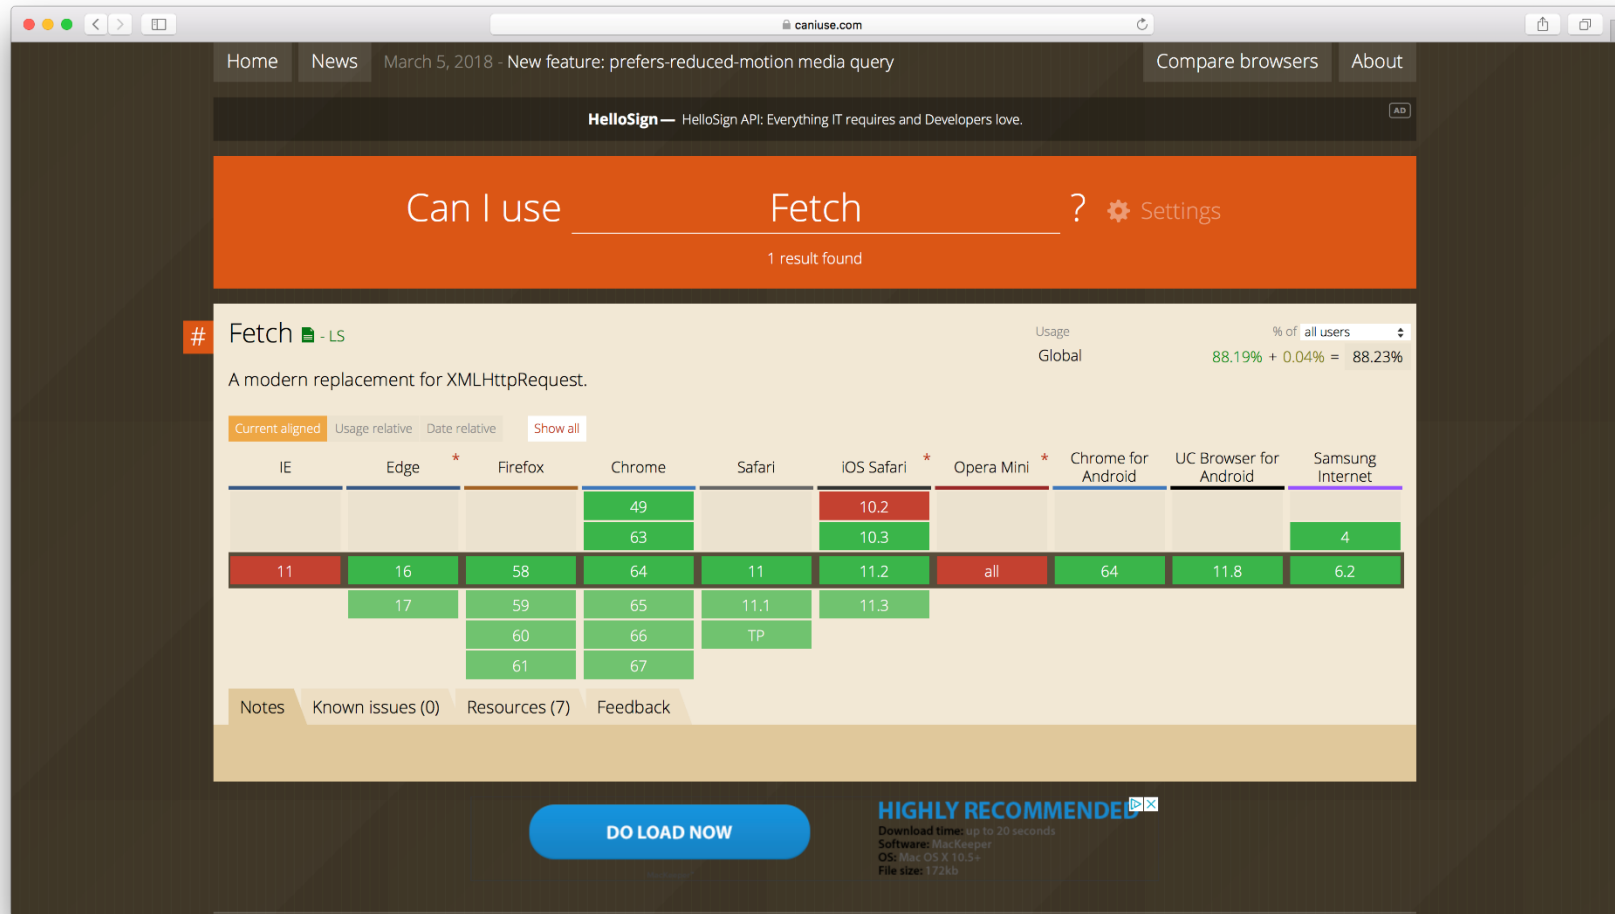 caniuse.com
Home News March 5, 2018 - New feature: prefers-reduced-motion media query Compare browsers About
HelloSign — HelloSign API: Everything IT requires and Developers love. AD
Can I use Fetch ? Settings
1 result found
# Fetch - LS
Usage % of all users
Global 88.19% + 0.04% = 88.23%
A modern replacement for XMLHttpRequest.
Current aligned Usage relative Date relative Show all
IE Edge * Firefox Chrome Safari iOS Safari * Opera Mini * Chrome for Android UC Browser for Android Samsung Internet
49 10.2
63 10.3 4
11 16 58 64 11 11.2 all 64 11.8 6.2
17 59 65 11.1 11.3
60 66 TP
61 67
Notes Known issues (0) Resources (7) Feedback
DO LOAD NOW
HIGHLY RECOMMENDED
Download time: up to 20 seconds
Software: MacKeeper
OS: Mac OS X 10.5+
File size: 172kb